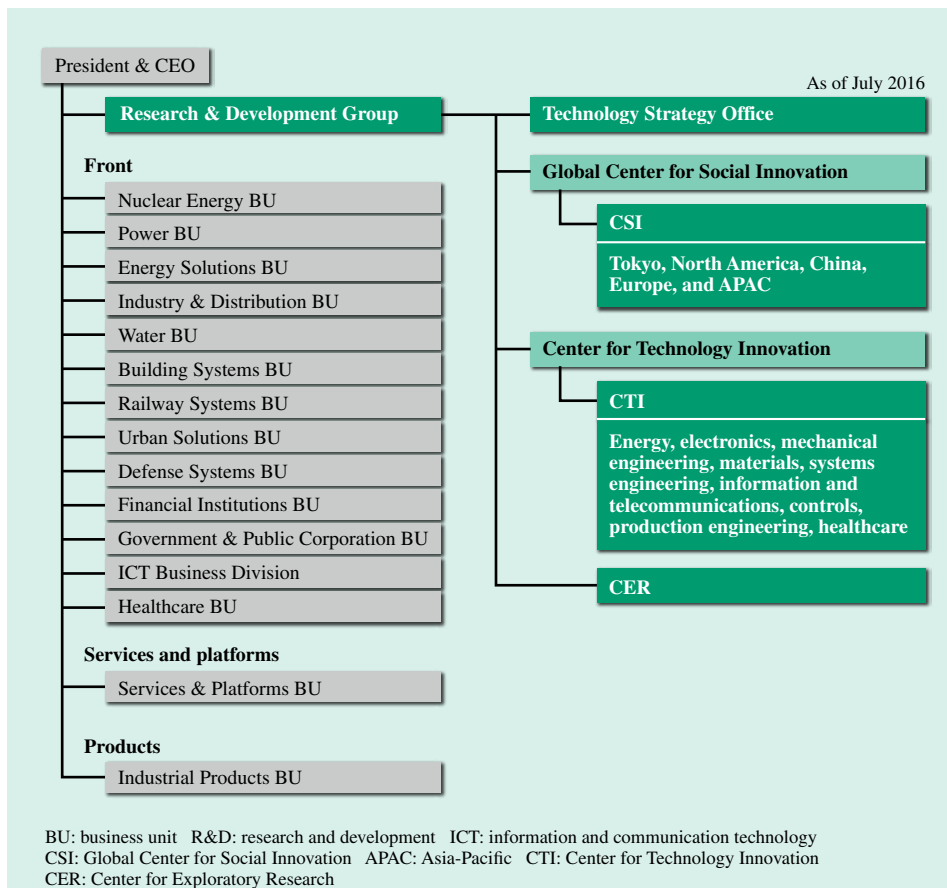 President & CEO
As of July 2016
Research & Development Group
Technology Strategy Office
Front
Nuclear Energy BU
Power BU
Energy Solutions BU
Industry & Distribution BU
Water BU
Building Systems BU
Railway Systems BU
Urban Solutions BU
Defense Systems BU
Financial Institutions BU
Government & Public Corporation BU
ICT Business Division
Healthcare BU
Services and platforms
Services & Platforms BU
Products
Industrial Products BU
Global Center for Social Innovation
CSI
Tokyo, North America, China,
Europe, and APAC
Center for Technology Innovation
CTI
Energy, electronics, mechanical
engineering, materials, systems
engineering, information and
telecommunications, controls,
production engineering, healthcare
CER
BU: business unit R&D: research and development ICT: information and communication technology
CSI: Global Center for Social Innovation APAC: Asia-Pacific CTI: Center for Technology Innovation
CER: Center for Exploratory Research